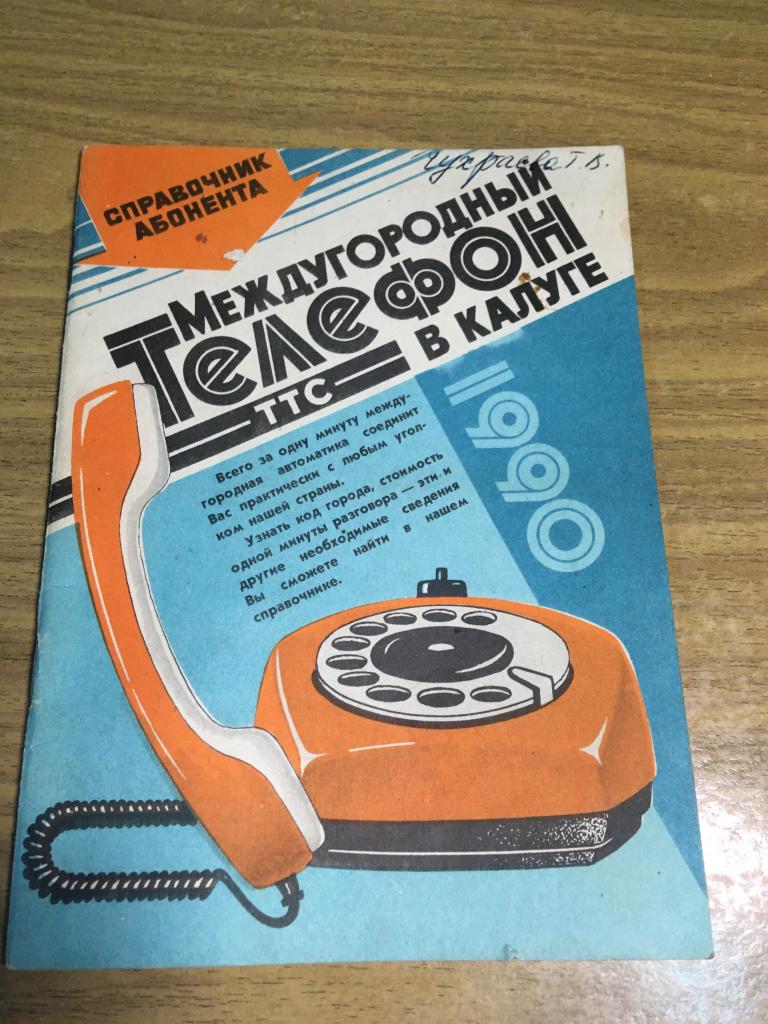 СПРАВОЧНИК
АБОНЕНТА
Чухраева Т. В.
МЕЖДУГОРОДНЫЙ
ТЕЛЕФОН
ТТС
В КАЛУГЕ
1990
Всего за одну минуту между-
городная автоматика соединит
Вас практически с любым угол-
ком нашей страны.
Узнать код города, стоимость
одной минуты разговора — эти и
другие необходимые сведения
Вы сможете найти в нашем
справочнике.